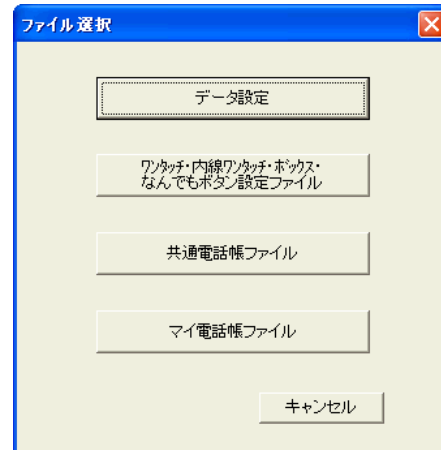 ファイル選択
データ設定
ワンタッチ・内線ワンタッチ・ボックス・
なんでもボタン設定ファイル
共通電話帳ファイル
マイ電話帳ファイル
キャンセル